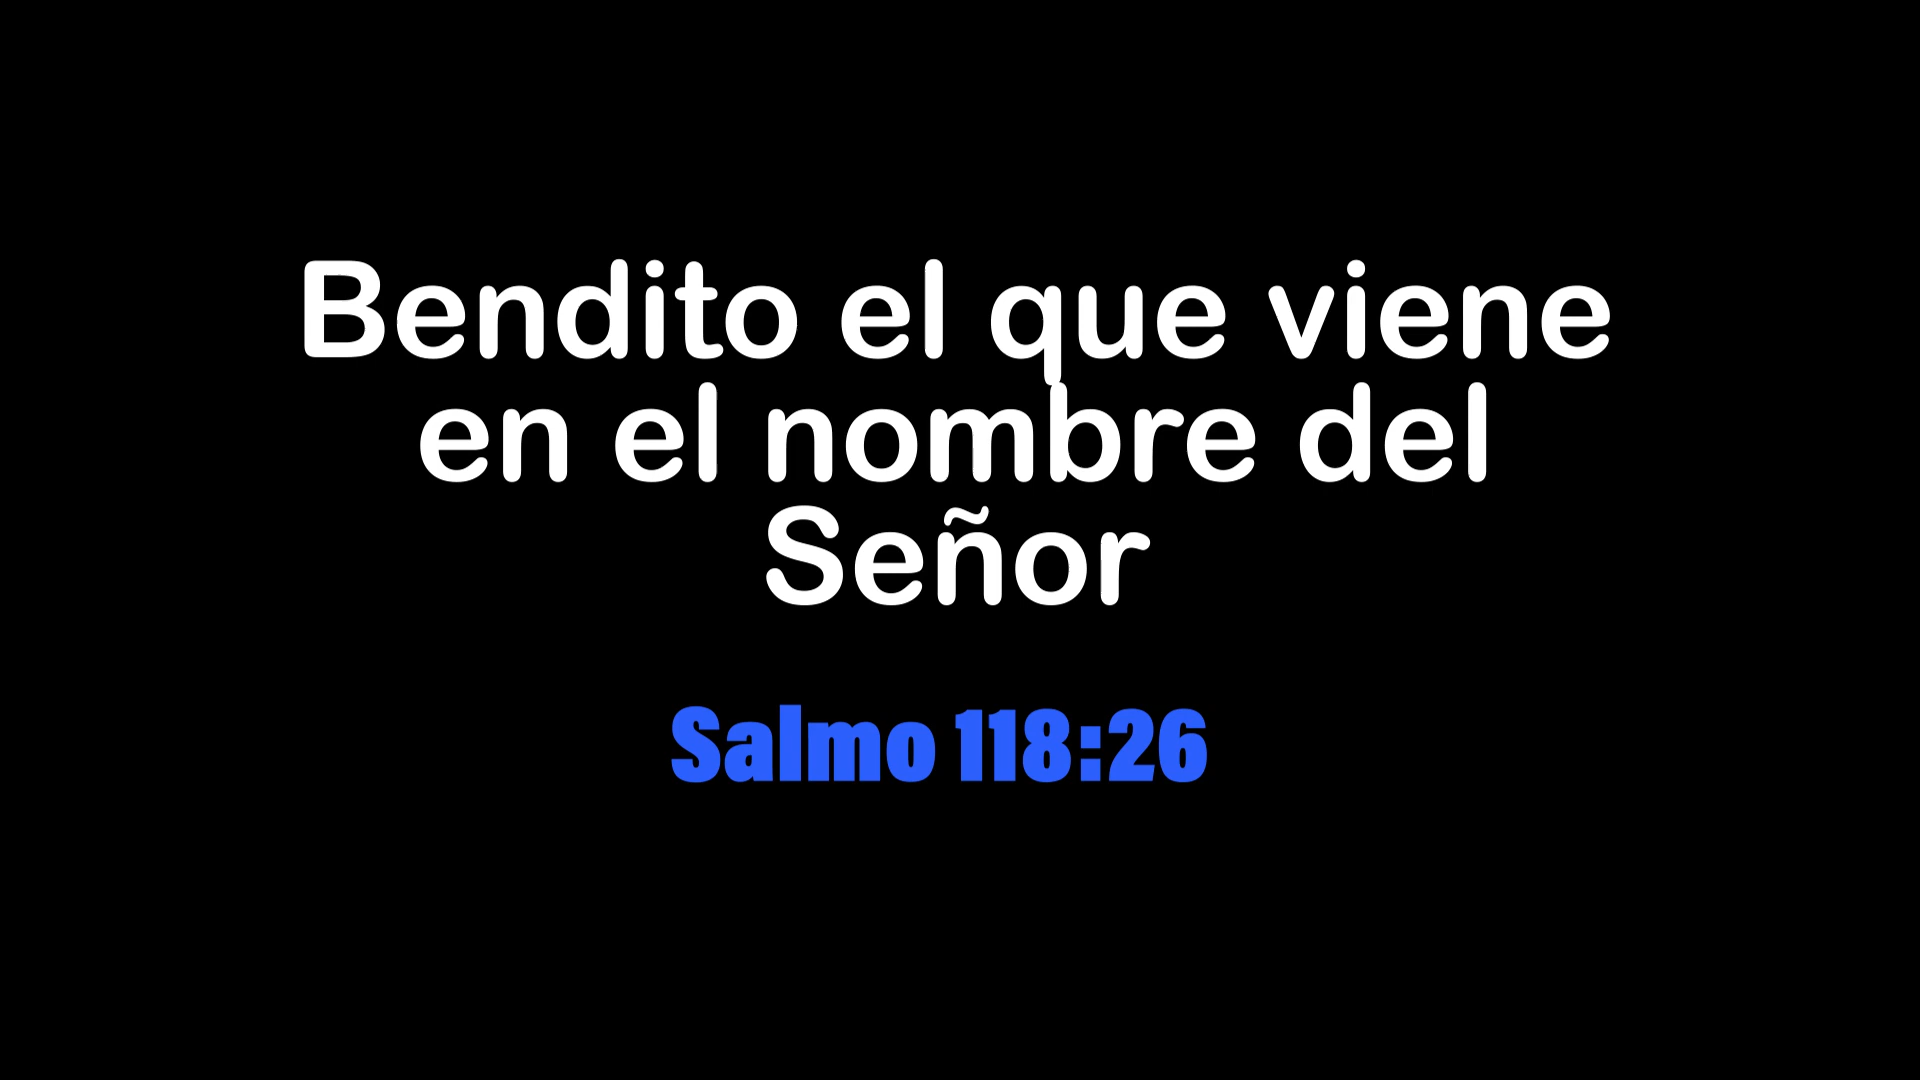 Bendito el que viene
en el nombre del
Señor
Salmo 118:26